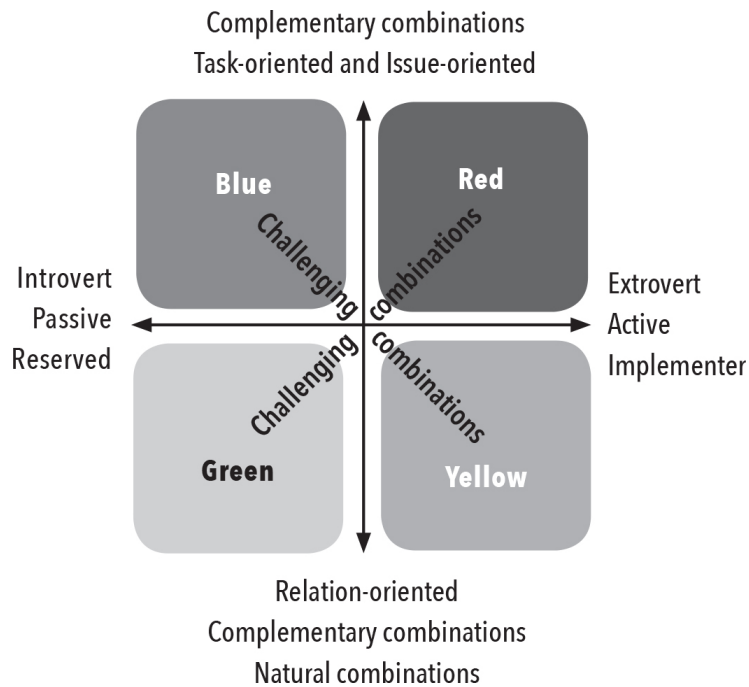 Complementary combinations
Task-oriented and Issue-oriented
Blue
Red
Challenging
combinations
Introvert
Passive
Reserved
Extrovert
Active
Implementer
Challenging
combinations
Green
Yellow
Relation-oriented
Complementary combinations
Natural combinations